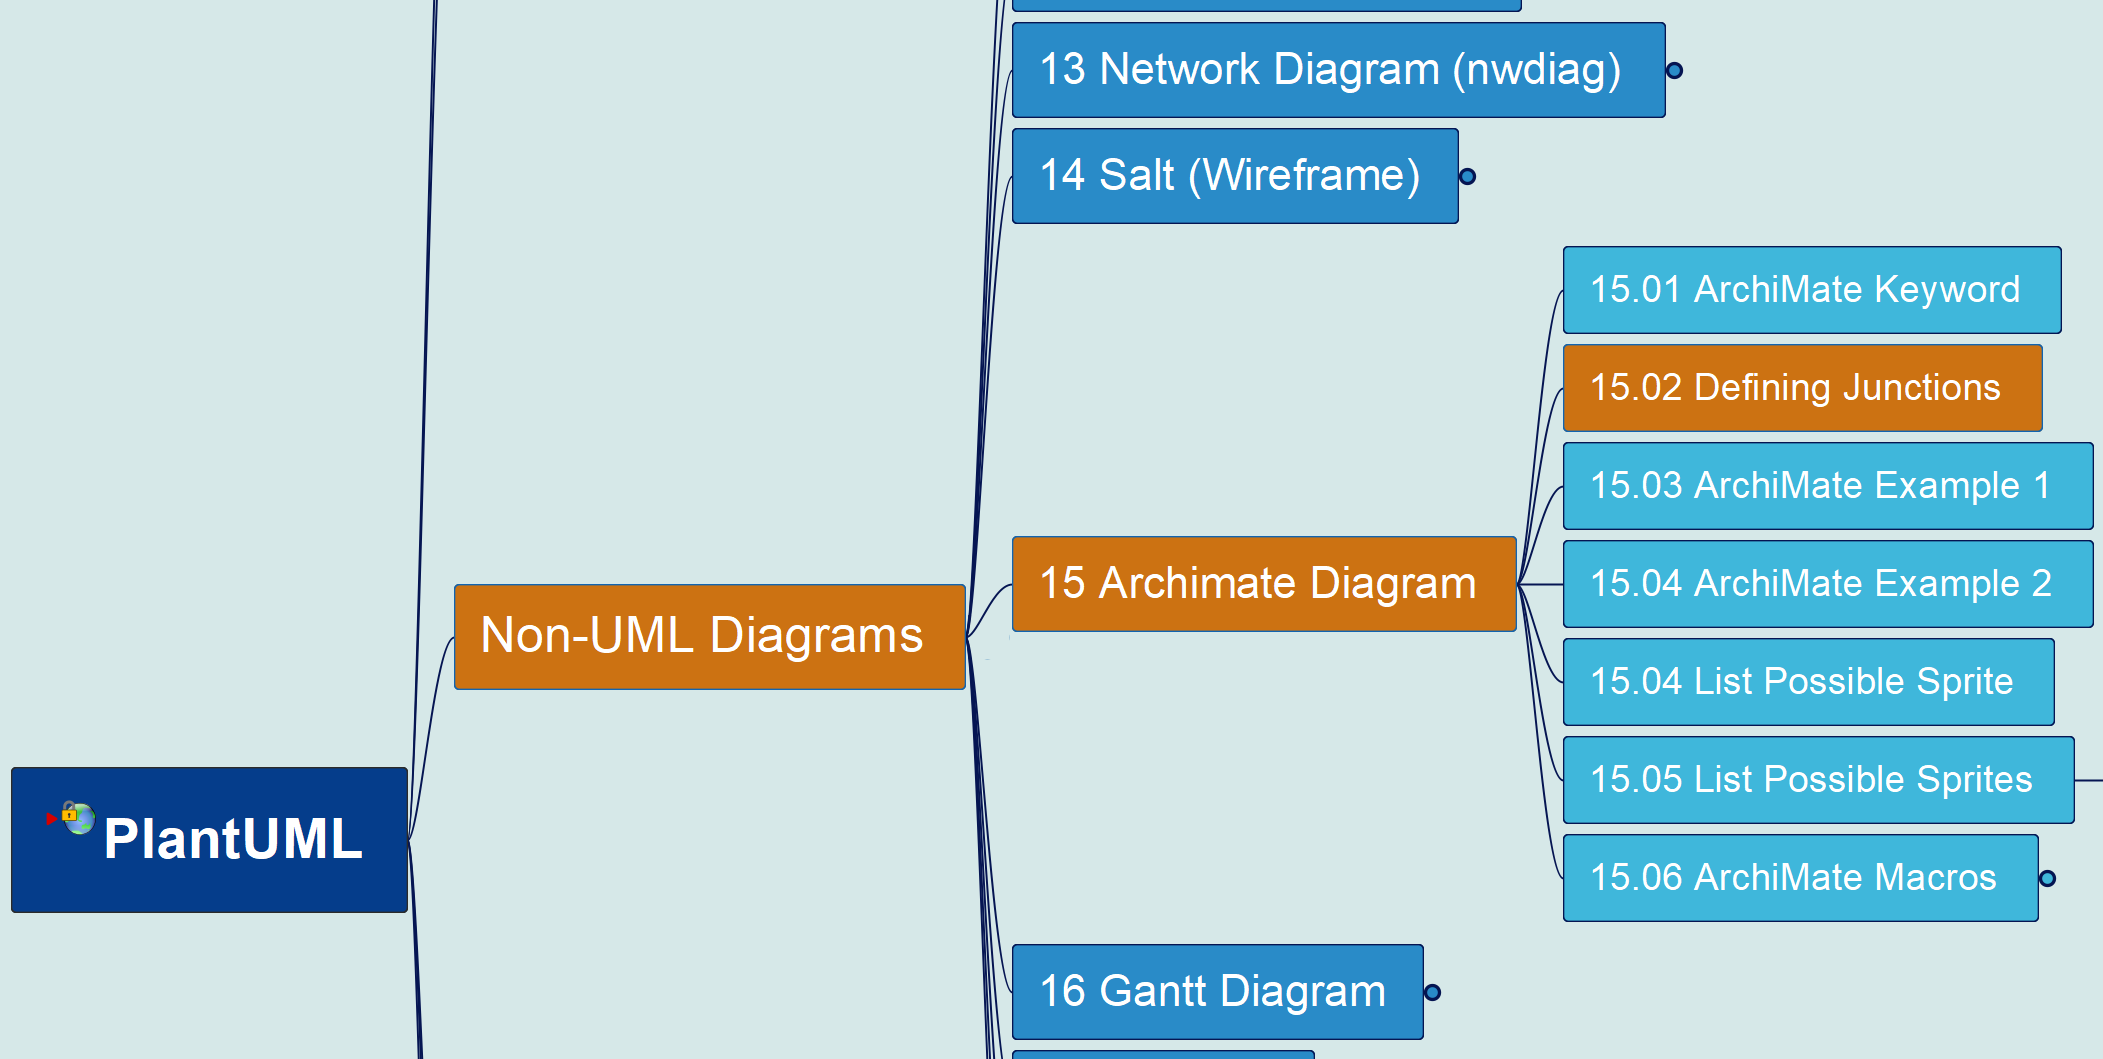 13 Network Diagram (nwdiag)
14 Salt (Wireframe)
15.01 ArchiMate Keyword
15.02 Defining Junctions
15.03 ArchiMate Example 1
15 Archimate Diagram
15.04 ArchiMate Example 2
Non-UML Diagrams
15.04 List Possible Sprite
15.05 List Possible Sprites
PlantUML
15.06 ArchiMate Macros
16 Gantt Diagram